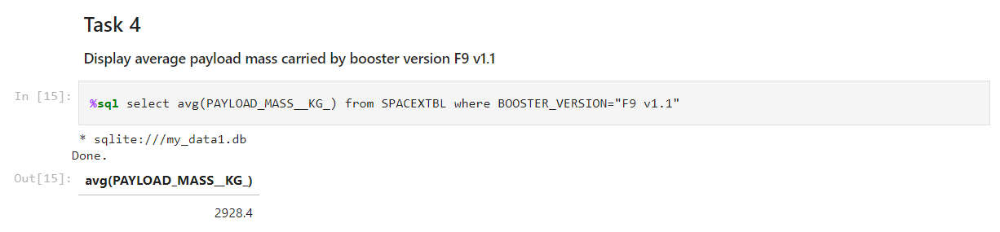 Task 4
Display average payload mass carried by booster version F9 v1.1
In [15]: %sql select avg(PAYLOAD_MASS__KG_) from SPACEXTBL where BOOSTER_VERSION="F9 v1.1"
* sqlite:///my_data1.db
Done.
Out[15]: avg(PAYLOAD_MASS__KG_)
2928.4